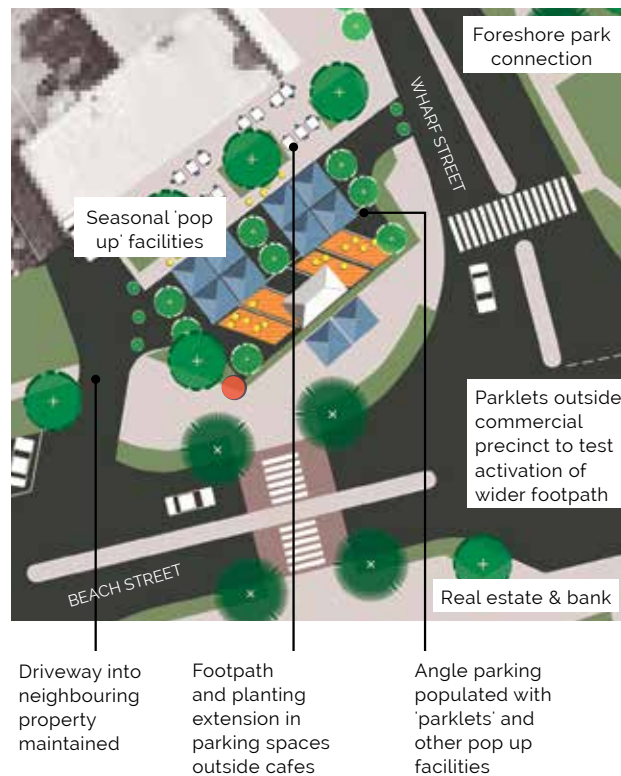 Foreshore park
connection
WHARF STREET
Seasonal 'pop
up' facilities
Parklets outside
commercial
precinct to test
activation of
wider footpath
BEACH STREET
Real estate & bank
Driveway into
neighbouring
property
maintained
Footpath
and planting
extension in
parking spaces
outside cafes
Angle parking
populated with
'parklets' and
other pop up
facilities